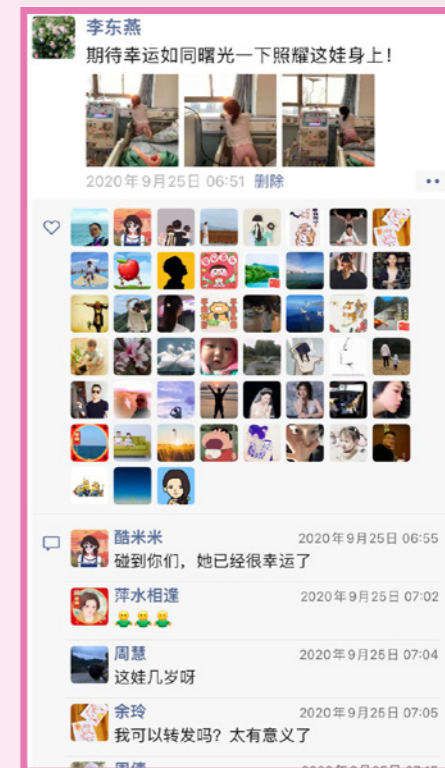 李东燕
期待幸运如同曙光一下照耀这娃身上！
2020年9月25日 06:51 删除
酷米米 2020年9月25日 06:55
碰到你们，她已经很幸运了
萍水相逢 2020年9月25日 07:02
周慧 2020年9月25日 07:04
这娃几岁呀
余玲 2020年9月25日 07:05
我可以转发吗？太有意义了